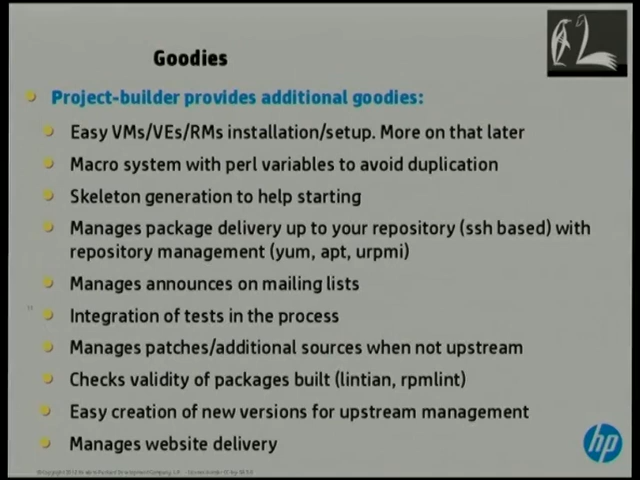 Goodies
Project-builder provides additional goodies:
Easy VMs/VEs/RMs installation/setup. More on that later
Macro system with perl variables to avoid duplication
Skeleton generation to help starting
Manages package delivery up to your repository (ssh based) with
repository management (yum, apt, urpmi)
Manages announces on mailing lists
Integration of tests in the process
Manages patches/additional sources when not upstream
Checks validity of packages built (lintian, rpmlint)
Easy creation of new versions for upstream management
Manages website delivery
hp